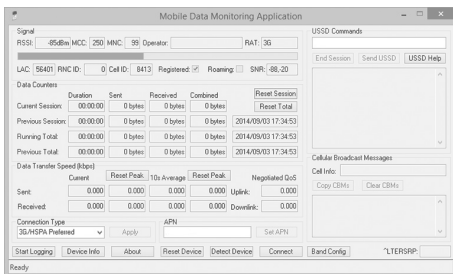 Mobile Data Monitoring Application
Signal
RSSI: -85dBm MCC: 250 MNC: 99 Operator: RAT: 3G
LAC: 56401 RNC ID: 0 Cell ID: 8413 Registered: Roaming: SNR: -88,-20
Data Counters
Duration Sent Received Combined Reset Session
Current Session: 00:00:00 0 bytes 0 bytes 0 bytes Reset Total
Previous Session: 00:00:00 0 bytes 0 bytes 0 bytes 2014/09/03 17:34:53
Running Total: 00:00:00 0 bytes 0 bytes 0 bytes 2014/09/03 17:34:53
Previous Total: 00:00:00 0 bytes 0 bytes 0 bytes 2014/09/03 17:34:53
Data Transfer Speed (kbps)
Current Reset Peak 10s Average Reset Peak Negotiated QoS
Sent: 0.000 0.000 0.000 0.000 Uplink: 0.000
Received: 0.000 0.000 0.000 0.000 Downlink: 0.000
Connection Type
3G/HSPA Preferred Apply
APN
Set APN
Start Logging Device Info About Reset Device Detect Device Connect
Ready
USSD Commands
End Session Send USSD USSD Help
Cellular Broadcast Messages
Cell Info:
Copy CBMs Clear CBMs
Band Config ^LTERSRP: